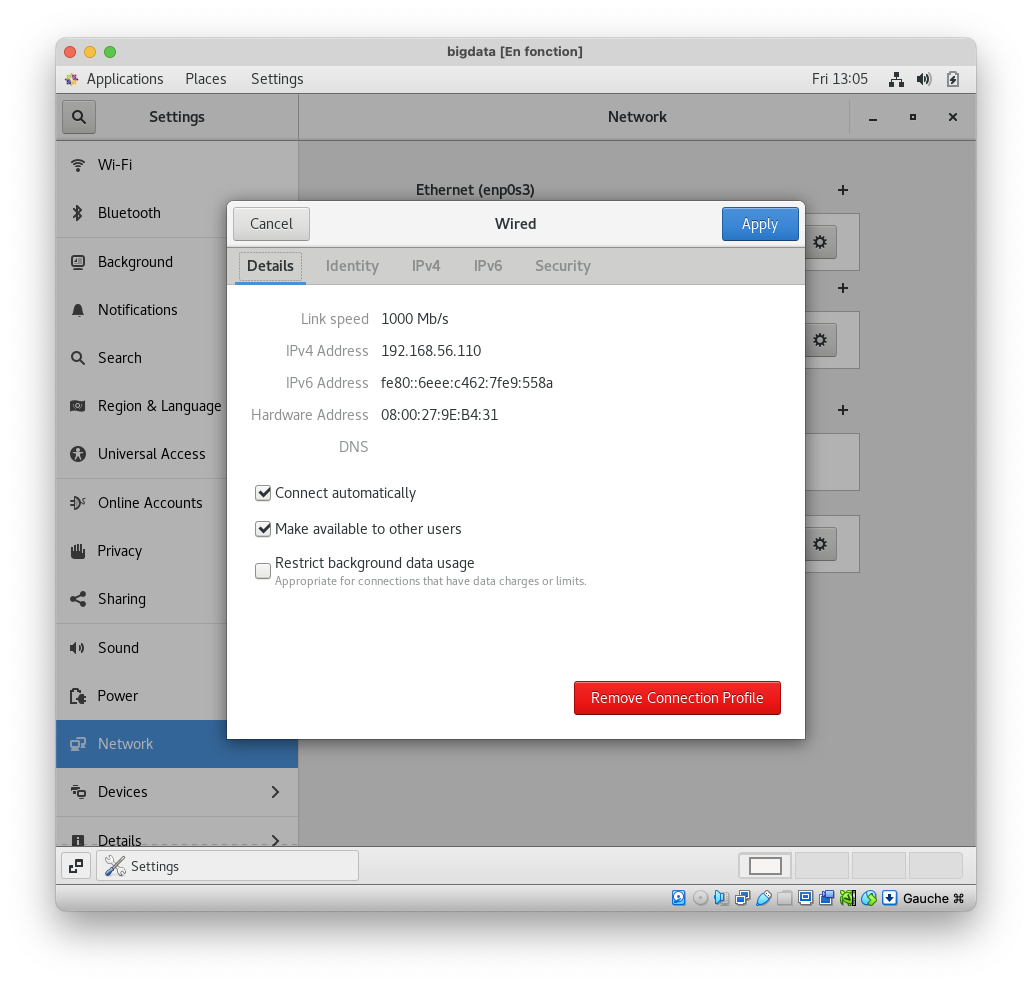 bigdata [En fonction]
Applications Places Settings Fri 13:05
Settings Network
Wi-Fi
Bluetooth
Background
Notifications
Search
Region & Language
Universal Access
Online Accounts
Privacy
Sharing
Sound
Power
Network
Devices
Details
Ethernet (enp0s3) +
+
+
Cancel Wired Apply
Details Identity IPv4 IPv6 Security
Link speed 1000 Mb/s
IPv4 Address 192.168.56.110
IPv6 Address fe80::6eee:c462:7fe9:558a
Hardware Address 08:00:27:9E:B4:31
DNS
Connect automatically
Make available to other users
Restrict background data usage
Appropriate for connections that have data charges or limits.
Remove Connection Profile
Settings
Gauche ⌘